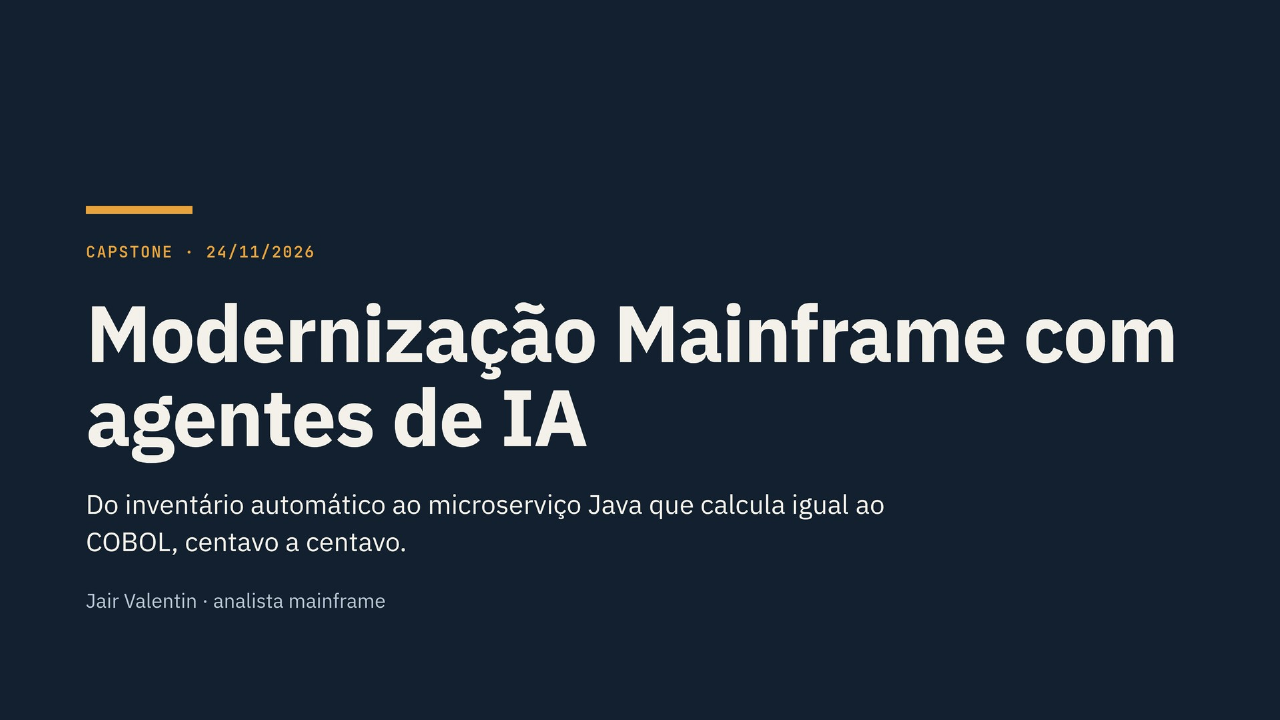 CAPSTONE · 24/11/2026
Modernização Mainframe com
agentes de IA
Do inventário automático ao microserviço Java que calcula igual ao
COBOL, centavo a centavo.
Jair Valentin · analista mainframe